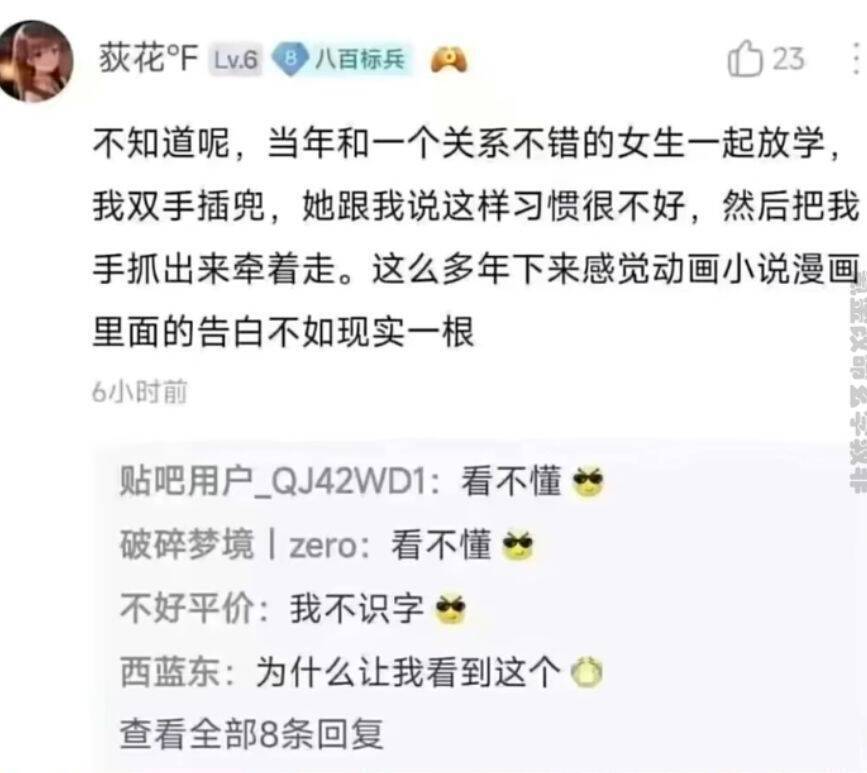 荻花℉ Lv.6 8 八百标兵 23
不知道呢，当年和一个关系不错的女生一起放学，
我双手插兜，她跟我说这样习惯很不好，然后把我
手抓出来牵着走。这么多年下来感觉动画小说漫画
里面的告白不如现实一根
6小时前
贴吧用户_QJ42WD1：看不懂
破碎梦境｜zero：看不懂
不好平价：我不识字
西蓝东：为什么让我看到这个
查看全部8条回复